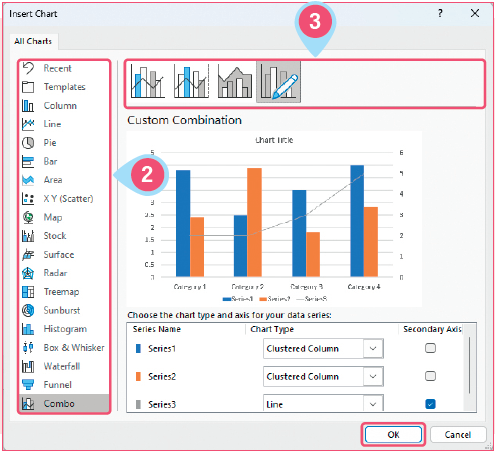 Insert Chart
? ×
3
All Charts
Recent
Templates
Column
Line
Pie
Bar
Area
X Y (Scatter)
Map
Stock
Surface
Radar
Treemap
Sunburst
Histogram
Box & Whisker
Waterfall
Funnel
Combo
2
Custom Combination
Chart Title
5
4
3.5
3
2.5
2
1.5
1
0.5
0
6
5
4
3
2
1
0
Category 1 Category 2 Category 3 Category 4
Series1 Series2 Series3
Choose the chart type and axis for your data series:
Series Name Chart Type Secondary Axis
Series1 Clustered Column
Series2 Clustered Column
Series3 Line
OK Cancel